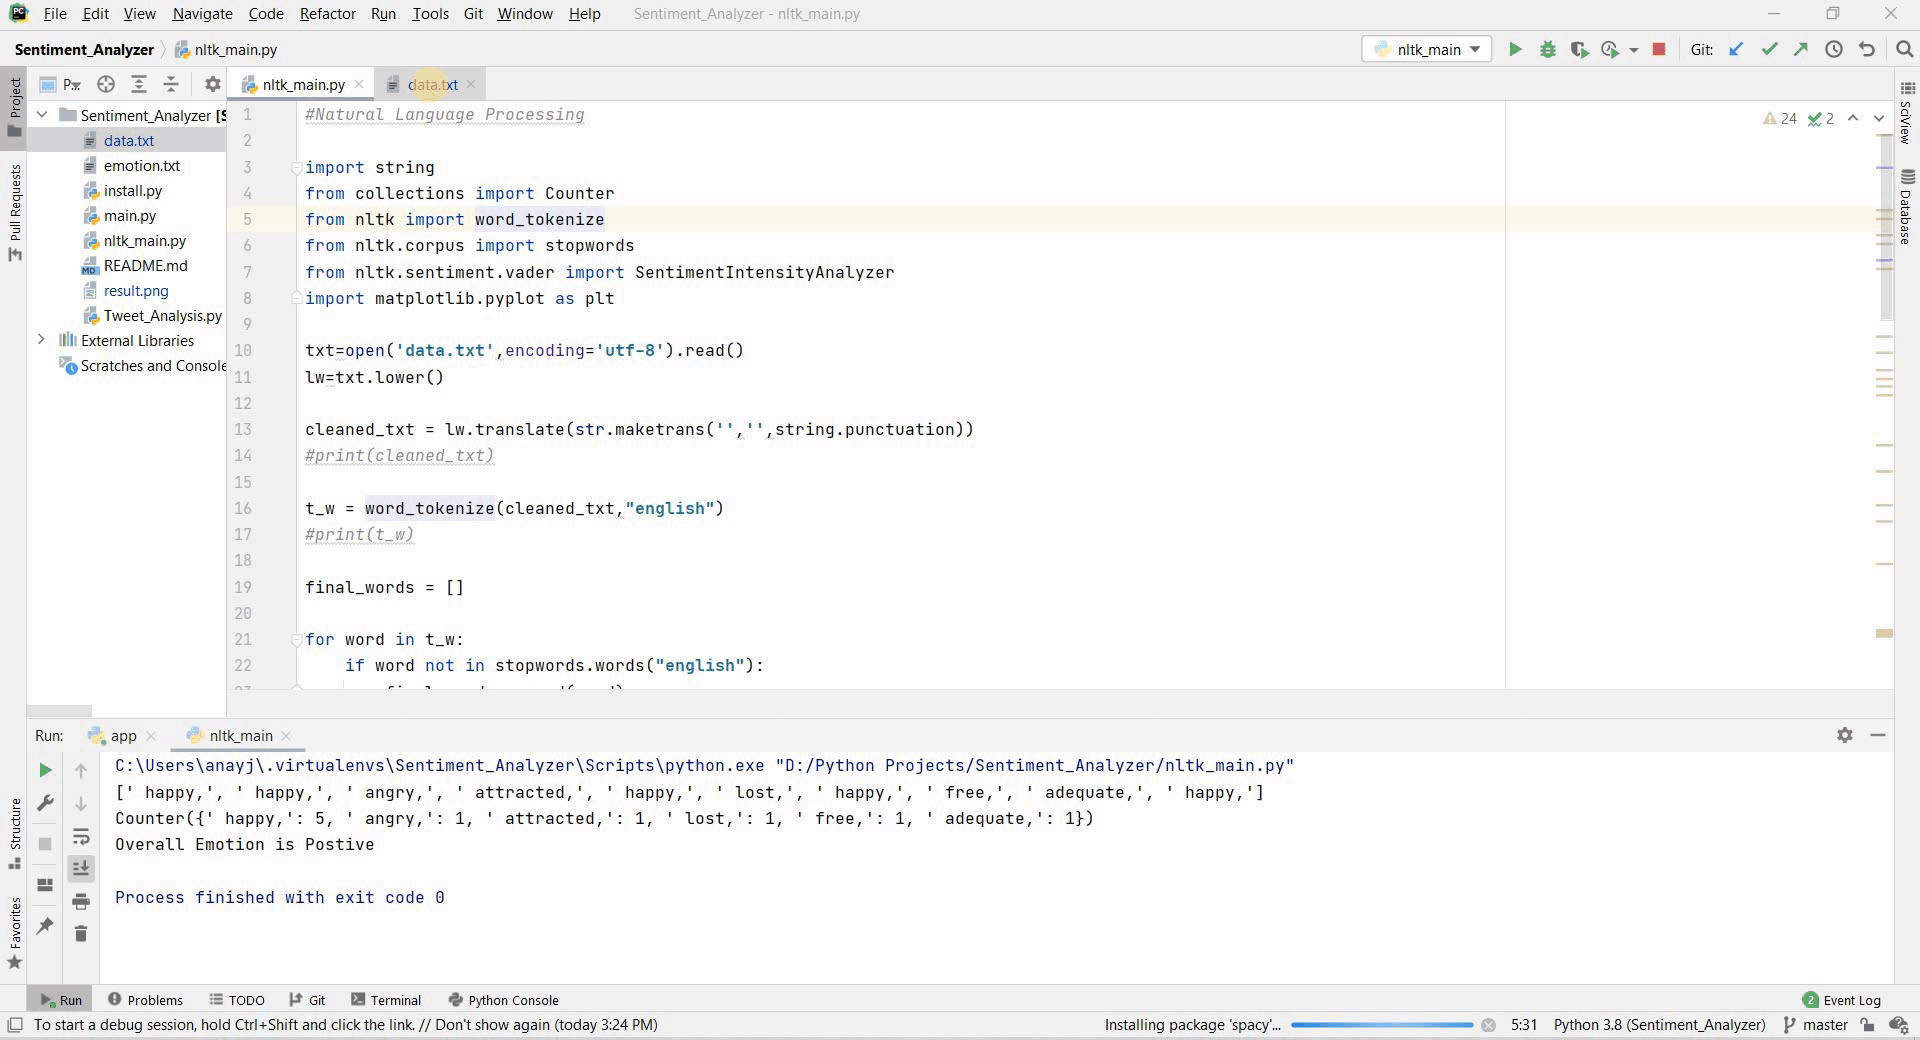 File Edit View Navigate Code Refactor Run Tools Git Window Help Sentiment_Analyzer - nltk_main.py
Sentiment_Analyzer nltk_main.py nltk_main Git:
Project P... nltk_main.py data.txt
Sentiment_Analyzer [S
data.txt
emotion.txt
install.py
main.py
nltk_main.py
README.md
result.png
Tweet_Analysis.py
External Libraries
Scratches and Console
Pull Requests
Structure
Favorites
24 2
SciView
Database
1 #Natural Language Processing
2
3 import string
4 from collections import Counter
5 from nltk import word_tokenize
6 from nltk.corpus import stopwords
7 from nltk.sentiment.vader import SentimentIntensityAnalyzer
8 import matplotlib.pyplot as plt
9
10 txt=open('data.txt',encoding='utf-8').read()
11 lw=txt.lower()
12
13 cleaned_txt = lw.translate(str.maketrans('','',string.punctuation))
14 #print(cleaned_txt)
15
16 t_w = word_tokenize(cleaned_txt,"english")
17 #print(t_w)
18
19 final_words = []
20
21 for word in t_w:
22 if word not in stopwords.words("english"):
Run: app nltk_main
C:\Users\anayj\.virtualenvs\Sentiment_Analyzer\Scripts\python.exe "D:/Python Projects/Sentiment_Analyzer/nltk_main.py"
[' happy,', ' happy,', ' angry,', ' attracted,', ' happy,', ' lost,', ' happy,', ' free,', ' adequate,', ' happy,']
Counter({' happy,': 5, ' angry,': 1, ' attracted,': 1, ' lost,': 1, ' free,': 1, ' adequate,': 1})
Overall Emotion is Postive
Process finished with exit code 0
Run Problems TODO Git Terminal Python Console 2 Event Log
To start a debug session, hold Ctrl+Shift and click the link. // Don't show again (today 3:24 PM) Installing package 'spacy'... 5:31 Python 3.8 (Sentiment_Analyzer) master